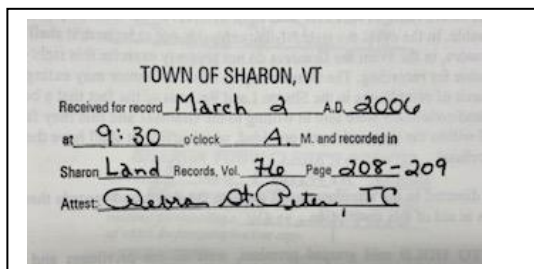 TOWN OF SHARON, VT
Received for record March 2 A.D. 2006
at 9:30 o'clock A. M. and recorded in
Sharon Land Records, Vol. 76 Page 208-209
Attest: Debra St. Peter, TC